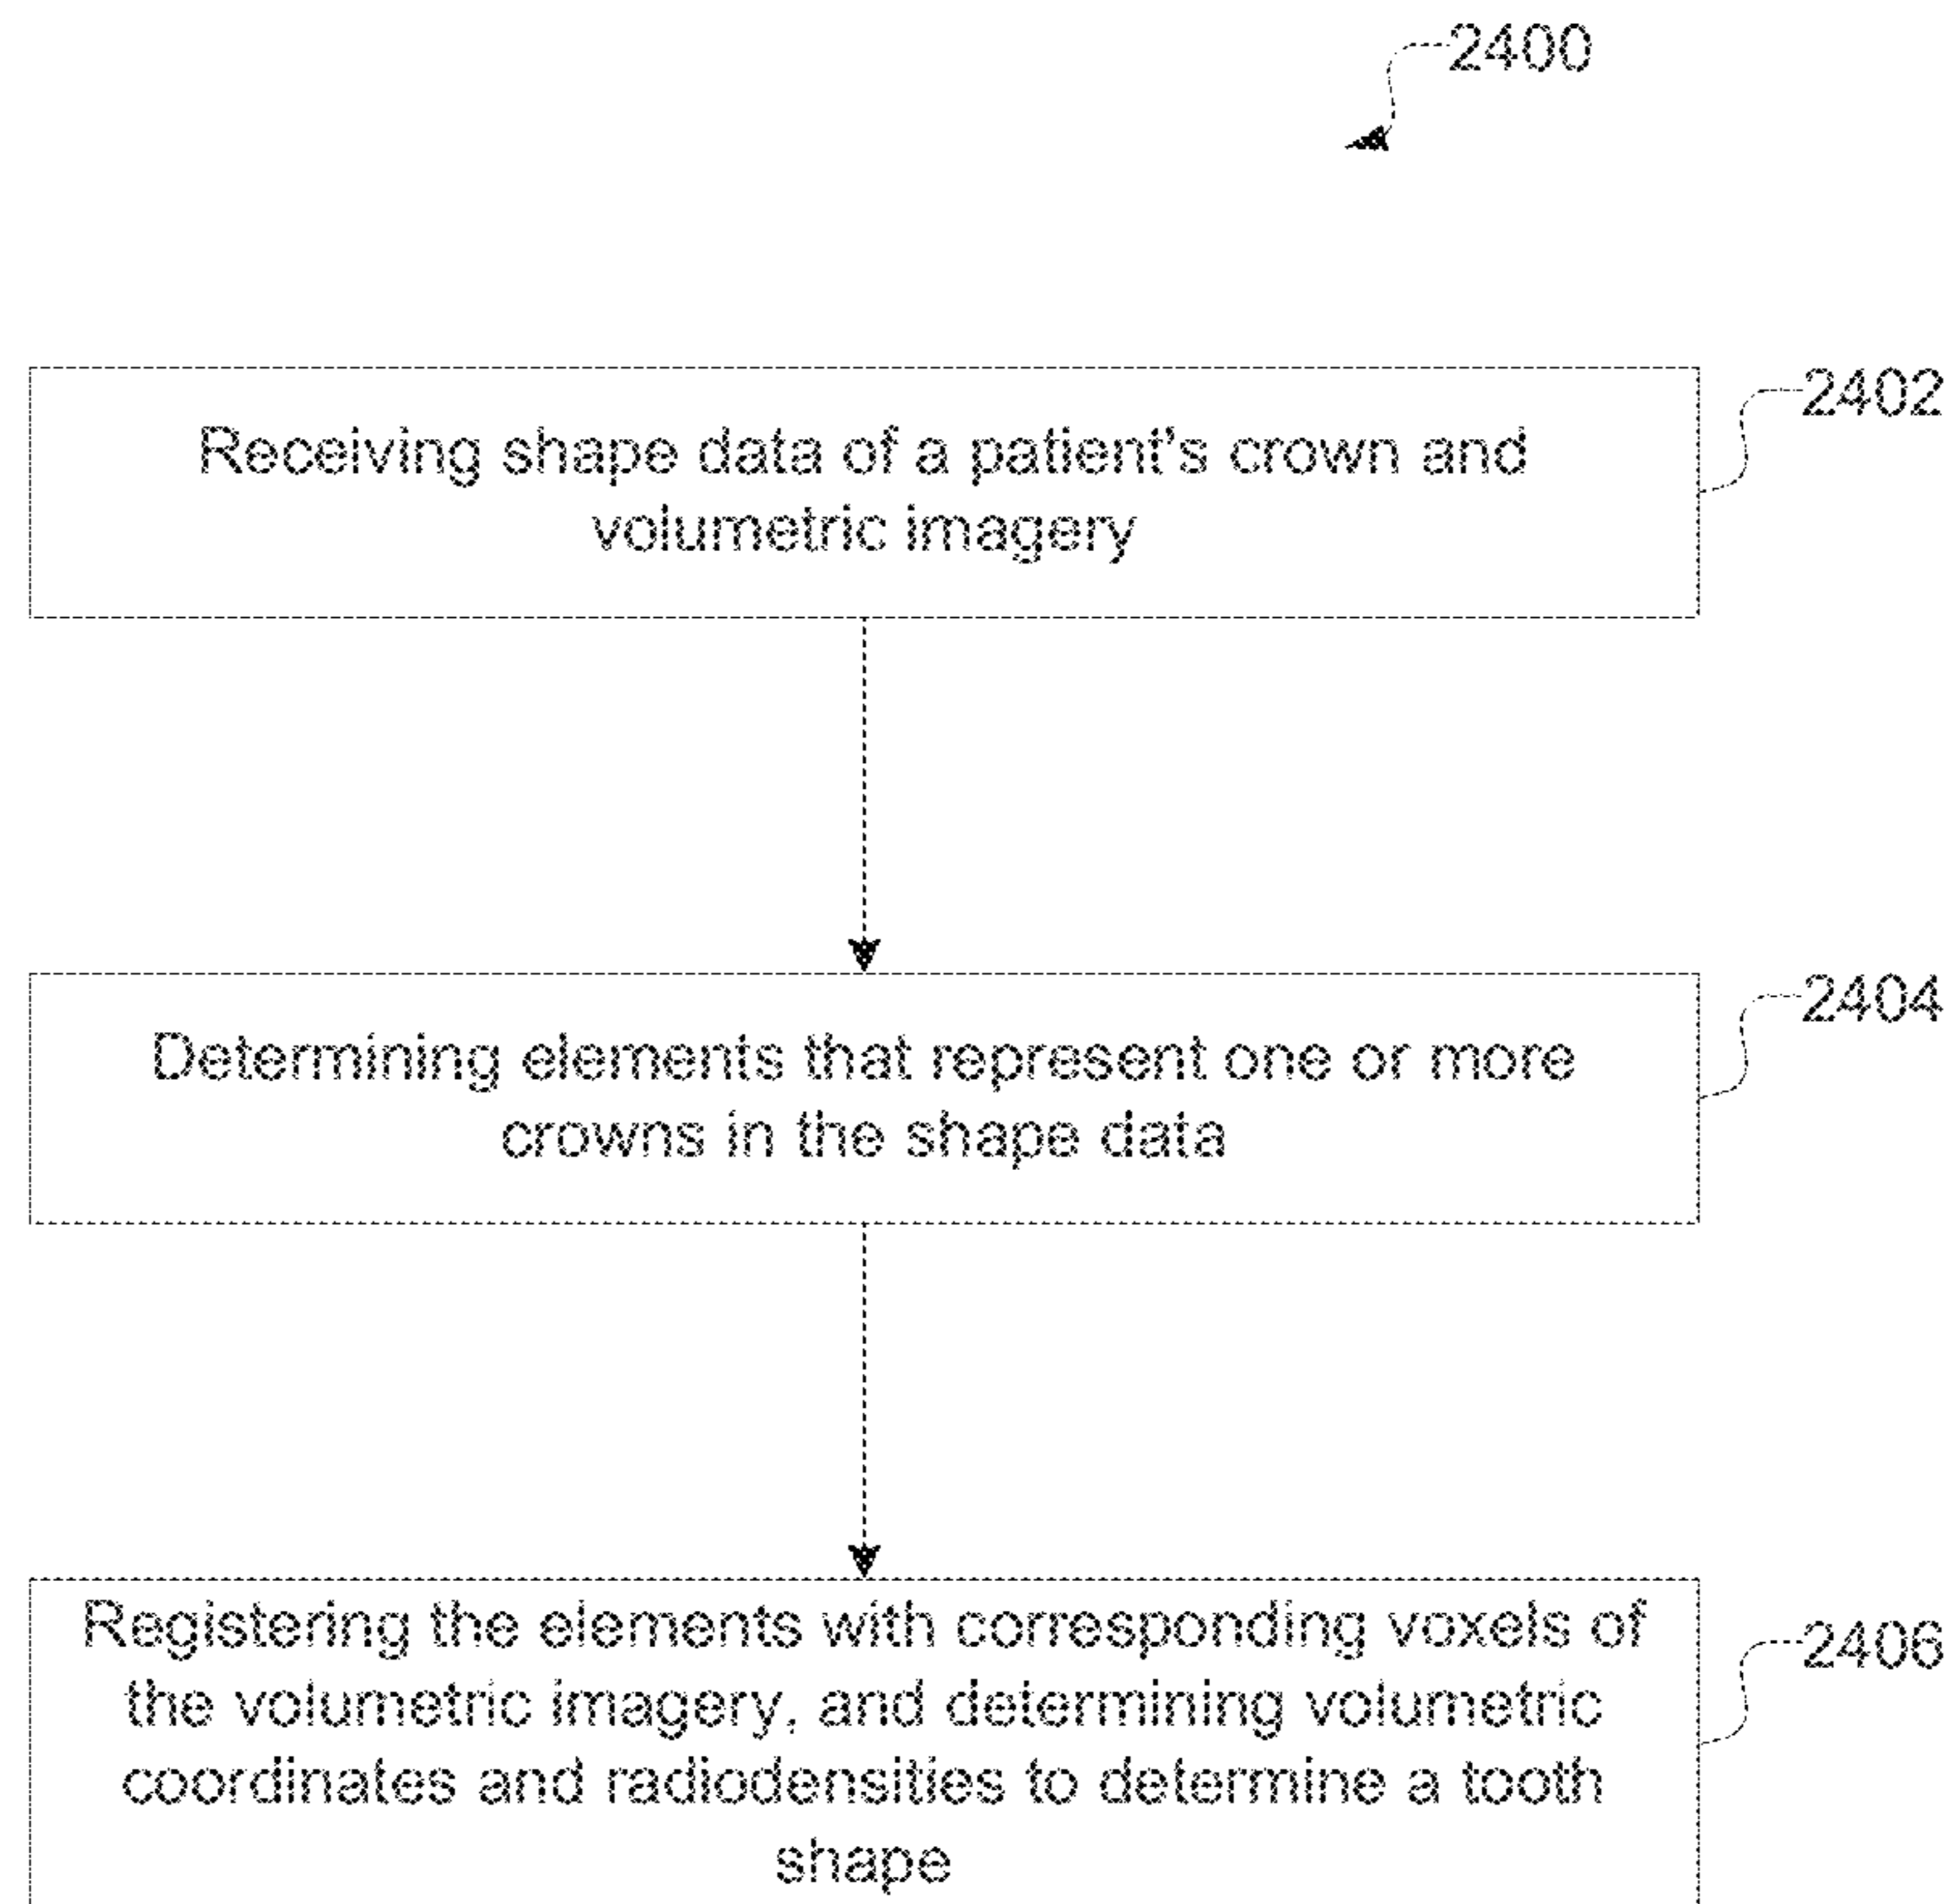 2400
Receiving shape data of a patient's crown and
volumetric imagery
2402
Determining elements that represent one or more
crowns in the shape data
2404
Registering the elements with corresponding voxels of
the volumetric imagery, and determining volumetric
coordinates and radiodensities to determine a tooth
shape
2406